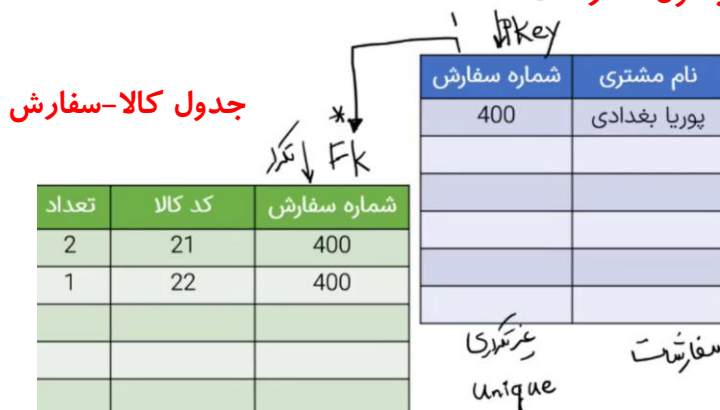 Pkey
نام مشتری شماره سفارش
پوریا بغدادی 400
جدول کالا-سفارش
1
*
تکرار FK
شماره سفارش کد کالا تعداد
400 21 2
400 22 1
سفارشات
غیرتکراری
unique